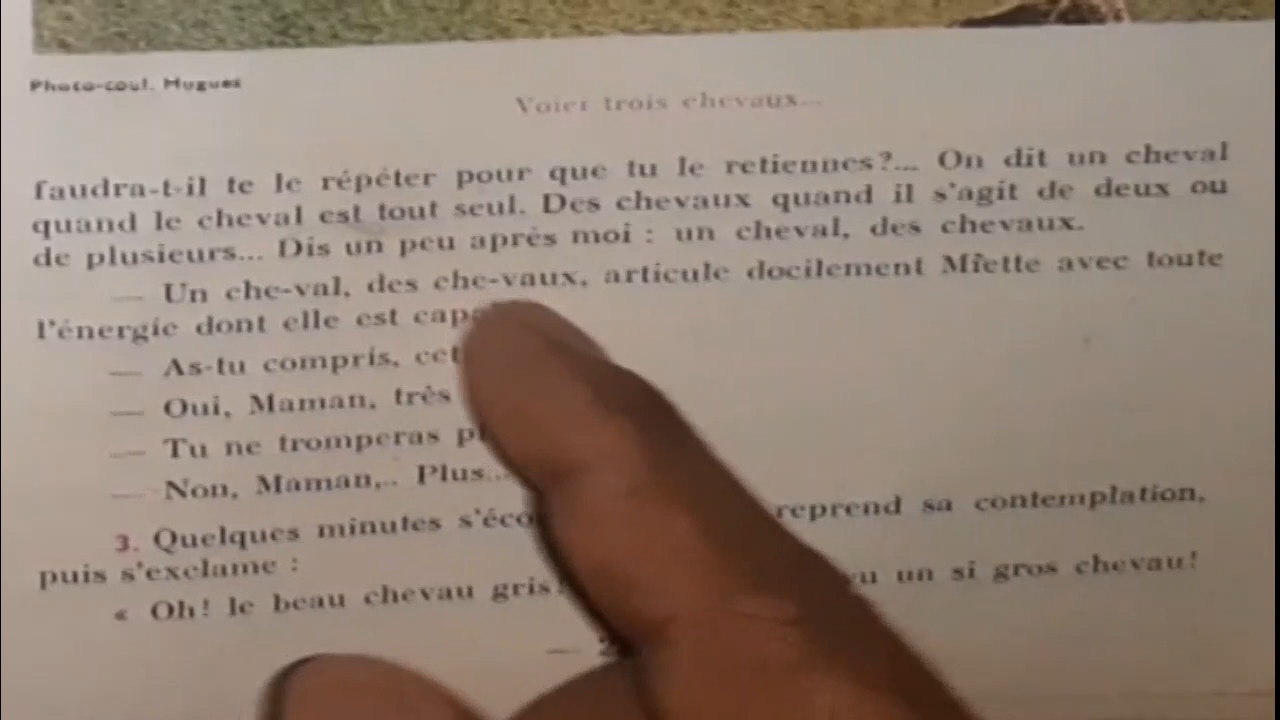 Photo-coul. Hugues
Voici trois chevaux...
faudra-t-il te le répéter pour que tu le retiennes?... On dit un cheval
quand le cheval est tout seul. Des chevaux quand il s'agit de deux ou
de plusieurs... Dis un peu après moi : un cheval, des chevaux.
— Un che-val, des che-vaux, articule docilement Miette avec toute
l'énergie dont elle est
— As-tu compris,
— Oui, Maman, très
— Tu ne tromperas
— Non, Maman,.. Plus...
3. Quelques minutes reprend sa contemplation,
puis s'exclame :
« Oh! le beau chevau gris! un si gros chevau!